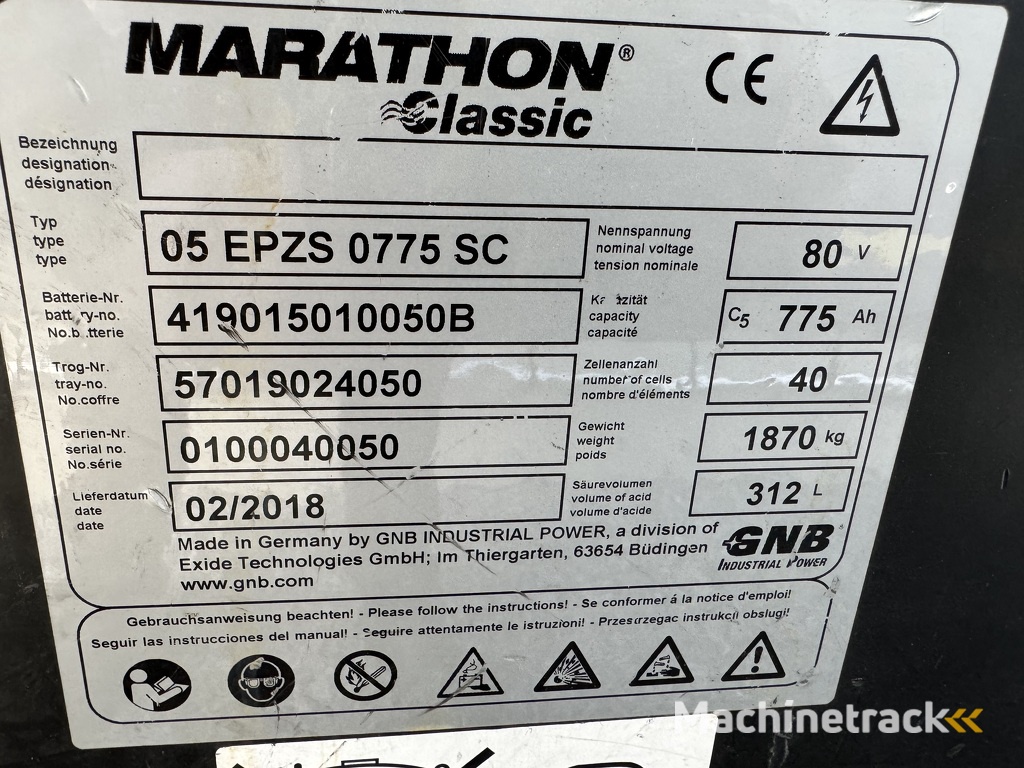 MARATHON®
Classic
CE
Bezeichnung
designation
désignation
Typ
type
type
05 EPZS 0775 SC
Nennspannung
nominal voltage
tension nominale
80 V
Batterie-Nr.
No.
419015010050B
capacity
capacité
C5 775 Ah
Trog-Nr.
tray-no.
No.coffre
57019024050
Zellenanzahl
number of cells
nombre d'éléments
40
Serien-Nr.
serial no.
No.série
0100040050
Gewicht
weight
poids
1870 kg
Lieferdatum
date
date
02/2018
Säurevolumen
volume of acid
volume d'acide
312 L
Made in Germany by GNB INDUSTRIAL POWER, a division of
Exide Technologies GmbH; Im Thiergarten, 63654 Büdingen
www.gnb.com
GNB
INDUSTRIAL POWER
Gebrauchsanweisung beachten! - Please follow the instructions! - Se conformer á la notice d'emploi!
Seguir las instrucciones del manual! - Seguire attentamente le istruzioni! - Przestrzegac instrukcji obslugi!
Machinetrack